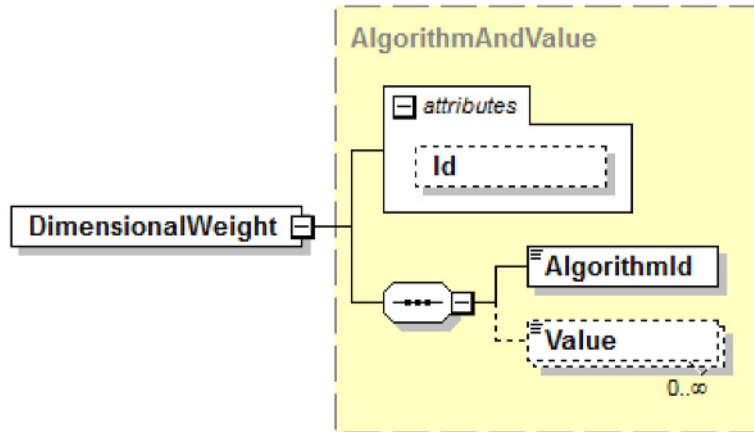 AlgorithmAndValue
attributes
Id
DimensionalWeight
AlgorithmId
Value
0..∞